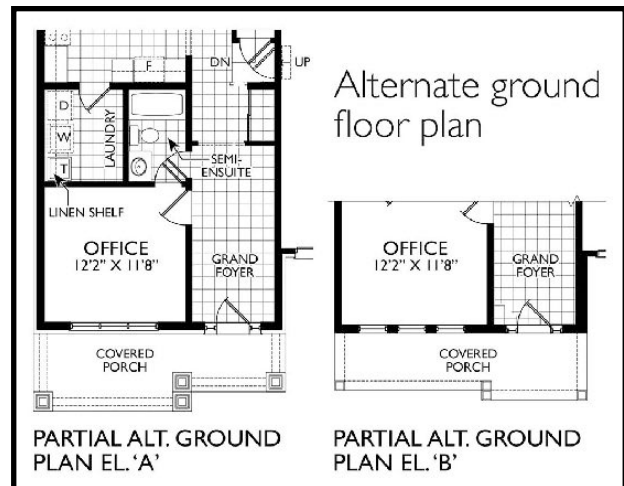 Alternate ground
floor plan
F
DN
UP
D
W
T
LAUNDRY
SEMI-
ENSUITE
LINEN SHELF
OFFICE
12'2" X 11'8"
GRAND
FOYER
COVERED
PORCH
PARTIAL ALT. GROUND
PLAN EL. 'A'
OFFICE
12'2" X 11'8"
GRAND
FOYER
COVERED
PORCH
PARTIAL ALT. GROUND
PLAN EL. 'B'